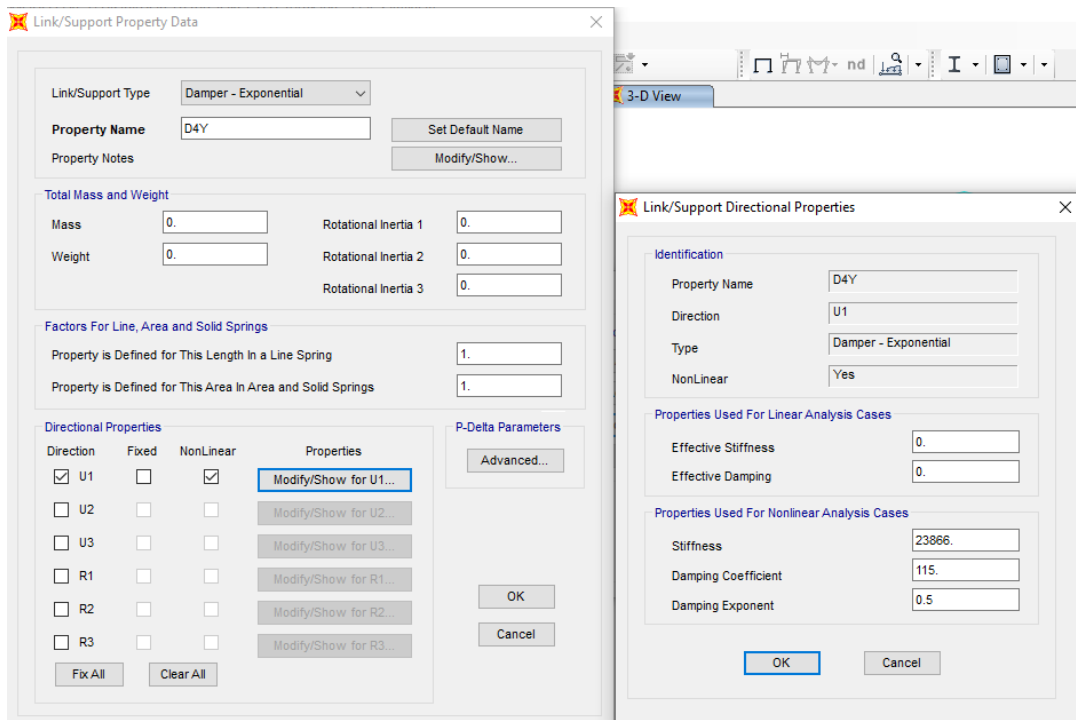 Link/Support Property Data
Link/Support Type Damper - Exponential
Property Name D4Y Set Default Name
Property Notes Modify/Show...
Total Mass and Weight
Mass 0. Rotational Inertia 1 0.
Weight 0. Rotational Inertia 2 0.
Rotational Inertia 3 0.
Factors For Line, Area and Solid Springs
Property is Defined for This Length In a Line Spring 1.
Property is Defined for This Area In Area and Solid Springs 1.
Directional Properties
Direction Fixed NonLinear Properties
U1 Modify/Show for U1...
U2 Modify/Show for U2...
U3 Modify/Show for U3...
R1 Modify/Show for R1...
R2 Modify/Show for R2...
R3 Modify/Show for R3...
Fix All Clear All
P-Delta Parameters
Advanced...
OK
Cancel
nd
3-D View
Link/Support Directional Properties
Identification
Property Name D4Y
Direction U1
Type Damper - Exponential
NonLinear Yes
Properties Used For Linear Analysis Cases
Effective Stiffness 0.
Effective Damping 0.
Properties Used For Nonlinear Analysis Cases
Stiffness 23866.
Damping Coefficient 115.
Damping Exponent 0.5
OK Cancel